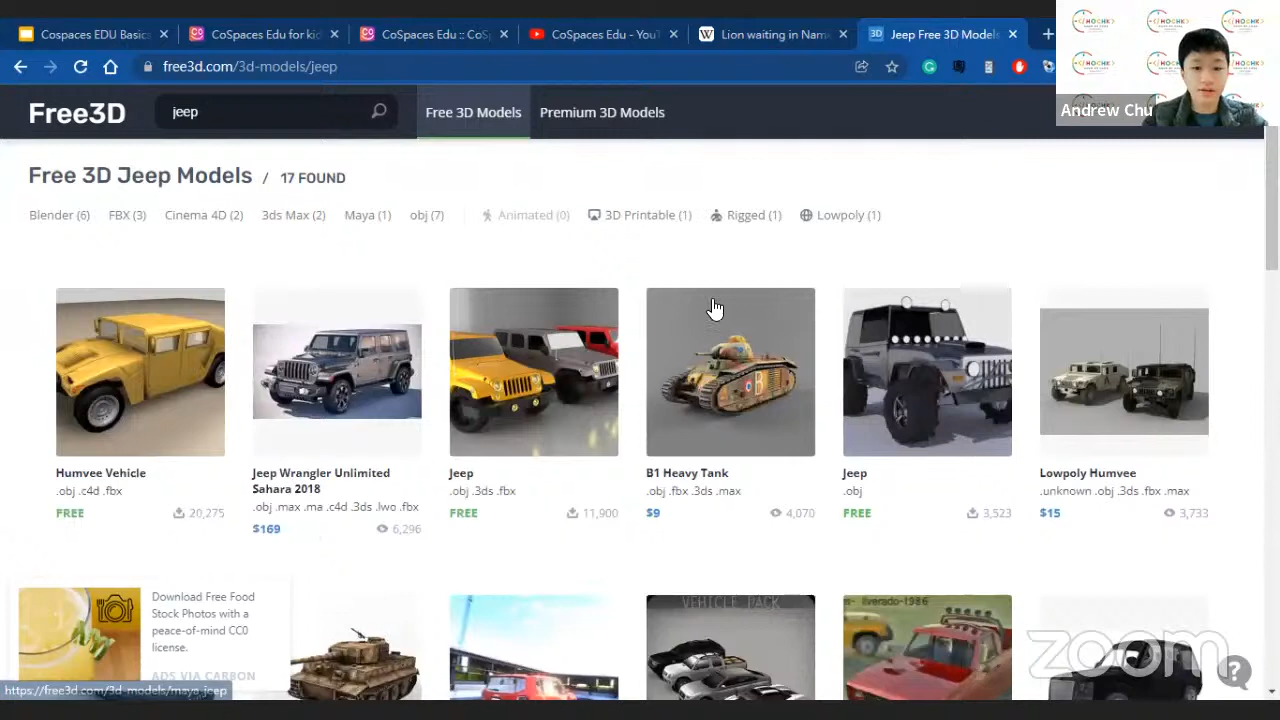 Cospaces EDU Basics
CoSpaces Edu for kid
CoSpaces Edu :: CoS
CoSpaces Edu - YouT
Lion waiting in Nam
Jeep Free 3D Models
free3d.com/3d-models/jeep
HOCHK
Andrew Chu
Free3D
jeep
Free 3D Models
Premium 3D Models
Free 3D Jeep Models / 17 FOUND
Blender (6) FBX (3) Cinema 4D (2) 3ds Max (2) Maya (1) obj (7) Animated (0) 3D Printable (1) Rigged (1) Lowpoly (1)
Humvee Vehicle
.obj .c4d .fbx
FREE 20,275
Jeep Wrangler Unlimited
Sahara 2018
.obj .max .ma .c4d .3ds .lwo .fbx
$169 6,296
Jeep
.obj .3ds .fbx
FREE 11,900
B1 Heavy Tank
.obj .fbx .3ds .max
$9 4,070
Jeep
.obj
FREE 3,523
Lowpoly Humvee
.unknown .obj .3ds .fbx .max
$15 3,733
Download Free Food
Stock Photos with a
peace-of-mind CC0
license.
ADS VIA CARBON
VEHICLE PACK
zoom
https://free3d.com/3d-models/maya-jeep